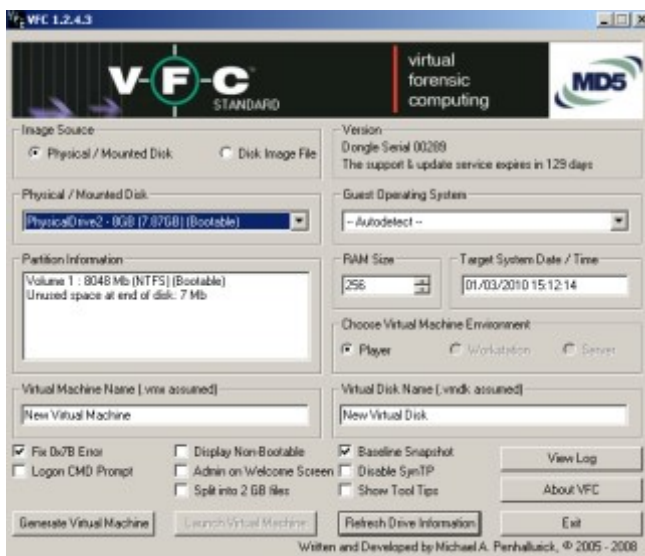 VFC 1.2.4.3
V-F-C STANDARD
virtual forensic computing
MD5
Image Source
Physical / Mounted Disk
Disk Image File
Version
Dongle Serial 00289
The support & update service expires in 129 days
Physical / Mounted Disk
PhysicalDrive2 - 8GB (7.87GB) (Bootable)
Guest Operating System
-- Autodetect --
Partition Information
Volume 1 : 8048 Mb (NTFS) (Bootable)
Unused space at end of disk: 7 Mb
RAM Size
256
Target System Date / Time
01/03/2010 15:12:14
Choose Virtual Machine Environment
Player
Workstation
Server
Virtual Machine Name (.vmx assumed)
New Virtual Machine
Virtual Disk Name (.vmdk assumed)
New Virtual Disk
Fix 0x7B Error
Display Non-Bootable
Baseline Snapshot
View Log
Logon CMD Prompt
Admin on Welcome Screen
Disable SynTP
Split into 2 GB files
Show Tool Tips
About VFC
Generate Virtual Machine
Launch Virtual Machine
Refresh Drive Information
Exit
Written and Developed by Michael A. Penhallurick, © 2005 - 2008